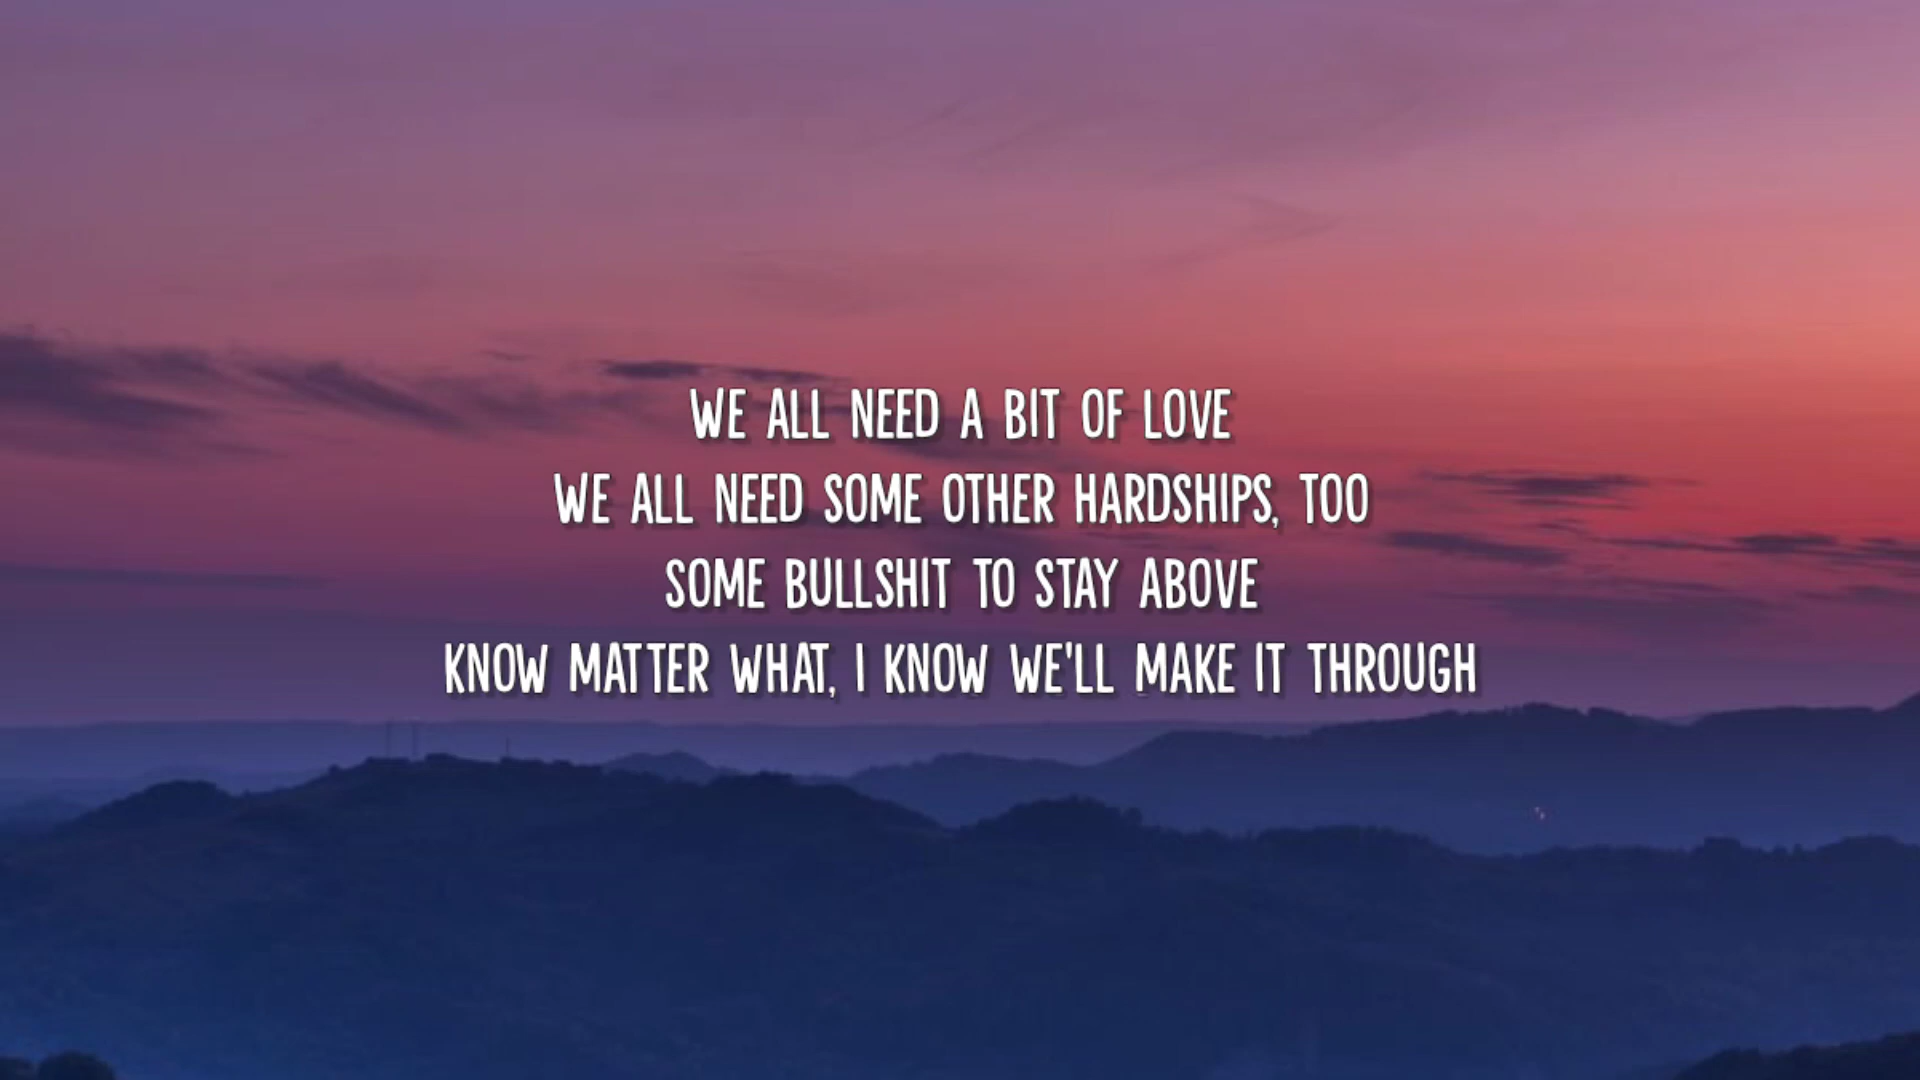 WE ALL NEED A BIT OF LOVE
WE ALL NEED SOME OTHER HARDSHIPS, TOO
SOME BULLSHIT TO STAY ABOVE
KNOW MATTER WHAT, I KNOW WE'LL MAKE IT THROUGH